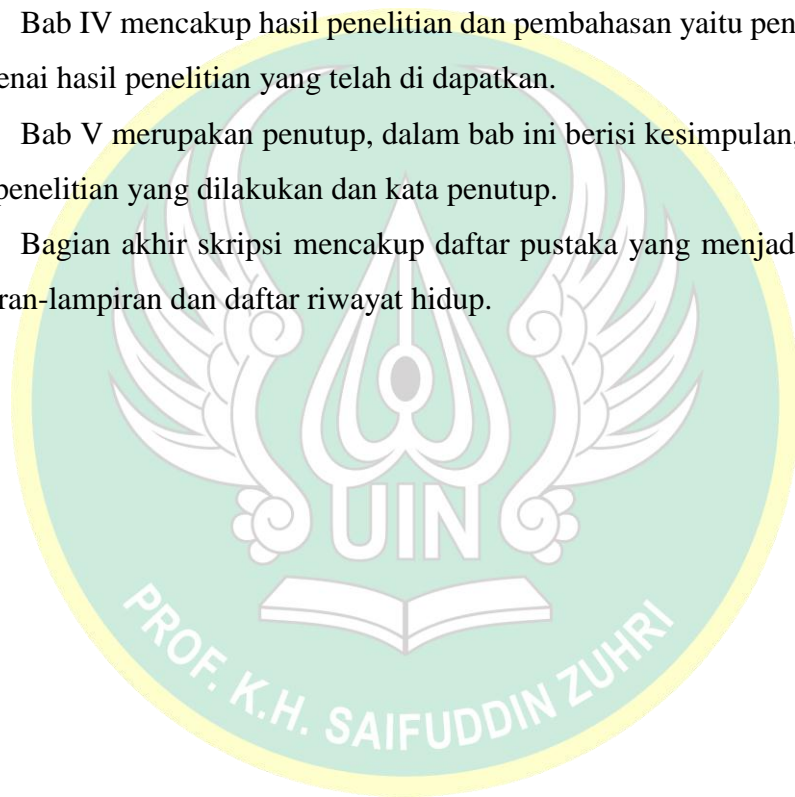 Bab IV mencakup hasil penelitian dan pembahasan yaitu pen
enai hasil penelitian yang telah di dapatkan.
Bab V merupakan penutup, dalam bab ini berisi kesimpulan.
penelitian yang dilakukan dan kata penutup.
Bagian akhir skripsi mencakup daftar pustaka yang menjad
ran-lampiran dan daftar riwayat hidup.
UIN
PROF. K.H. SAIFUDDIN ZUHRI